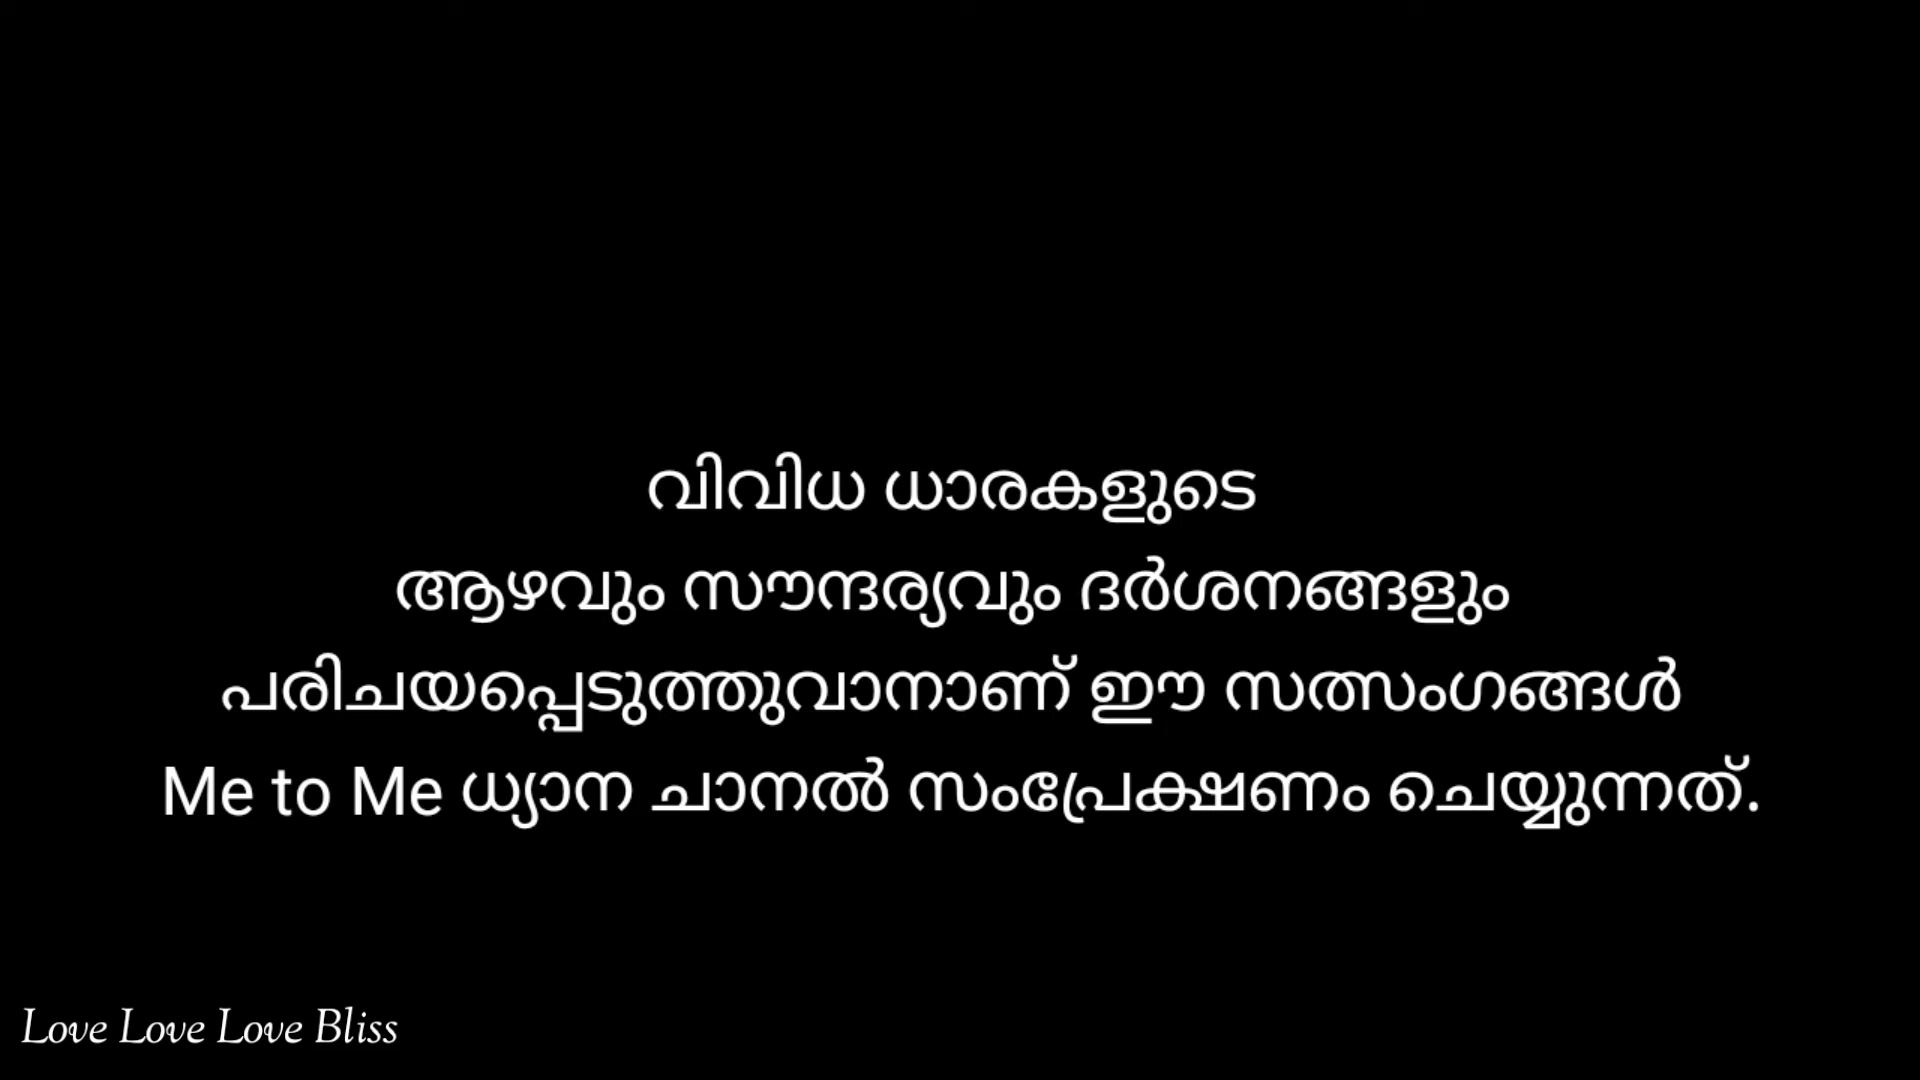 വിവിധ ധാരകളുടെ
ആഴവും സൗന്ദര്യവും ദർശനങ്ങളും
പരിചയപ്പെടുത്തുവാനാണ് ഈ സത്സംഗങ്ങൾ
Me to Me ധ്യാന ചാനൽ സംപ്രേക്ഷണം ചെയ്യുന്നത്.
Love Love Love Bliss